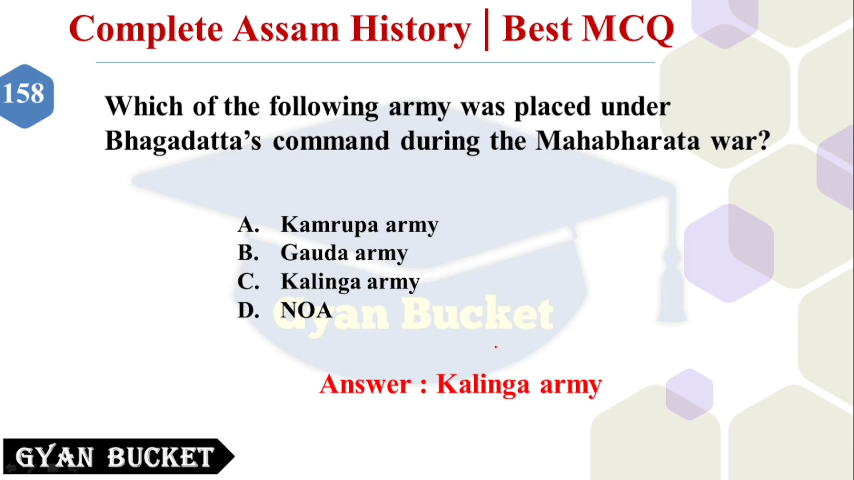 Complete Assam History | Best MCQ
158
Which of the following army was placed under
Bhagadatta’s command during the Mahabharata war?
A. Kamrupa army
B. Gauda army
C. Kalinga army
D. NOA
Gyan Bucket
Answer : Kalinga army
GYAN BUCKET